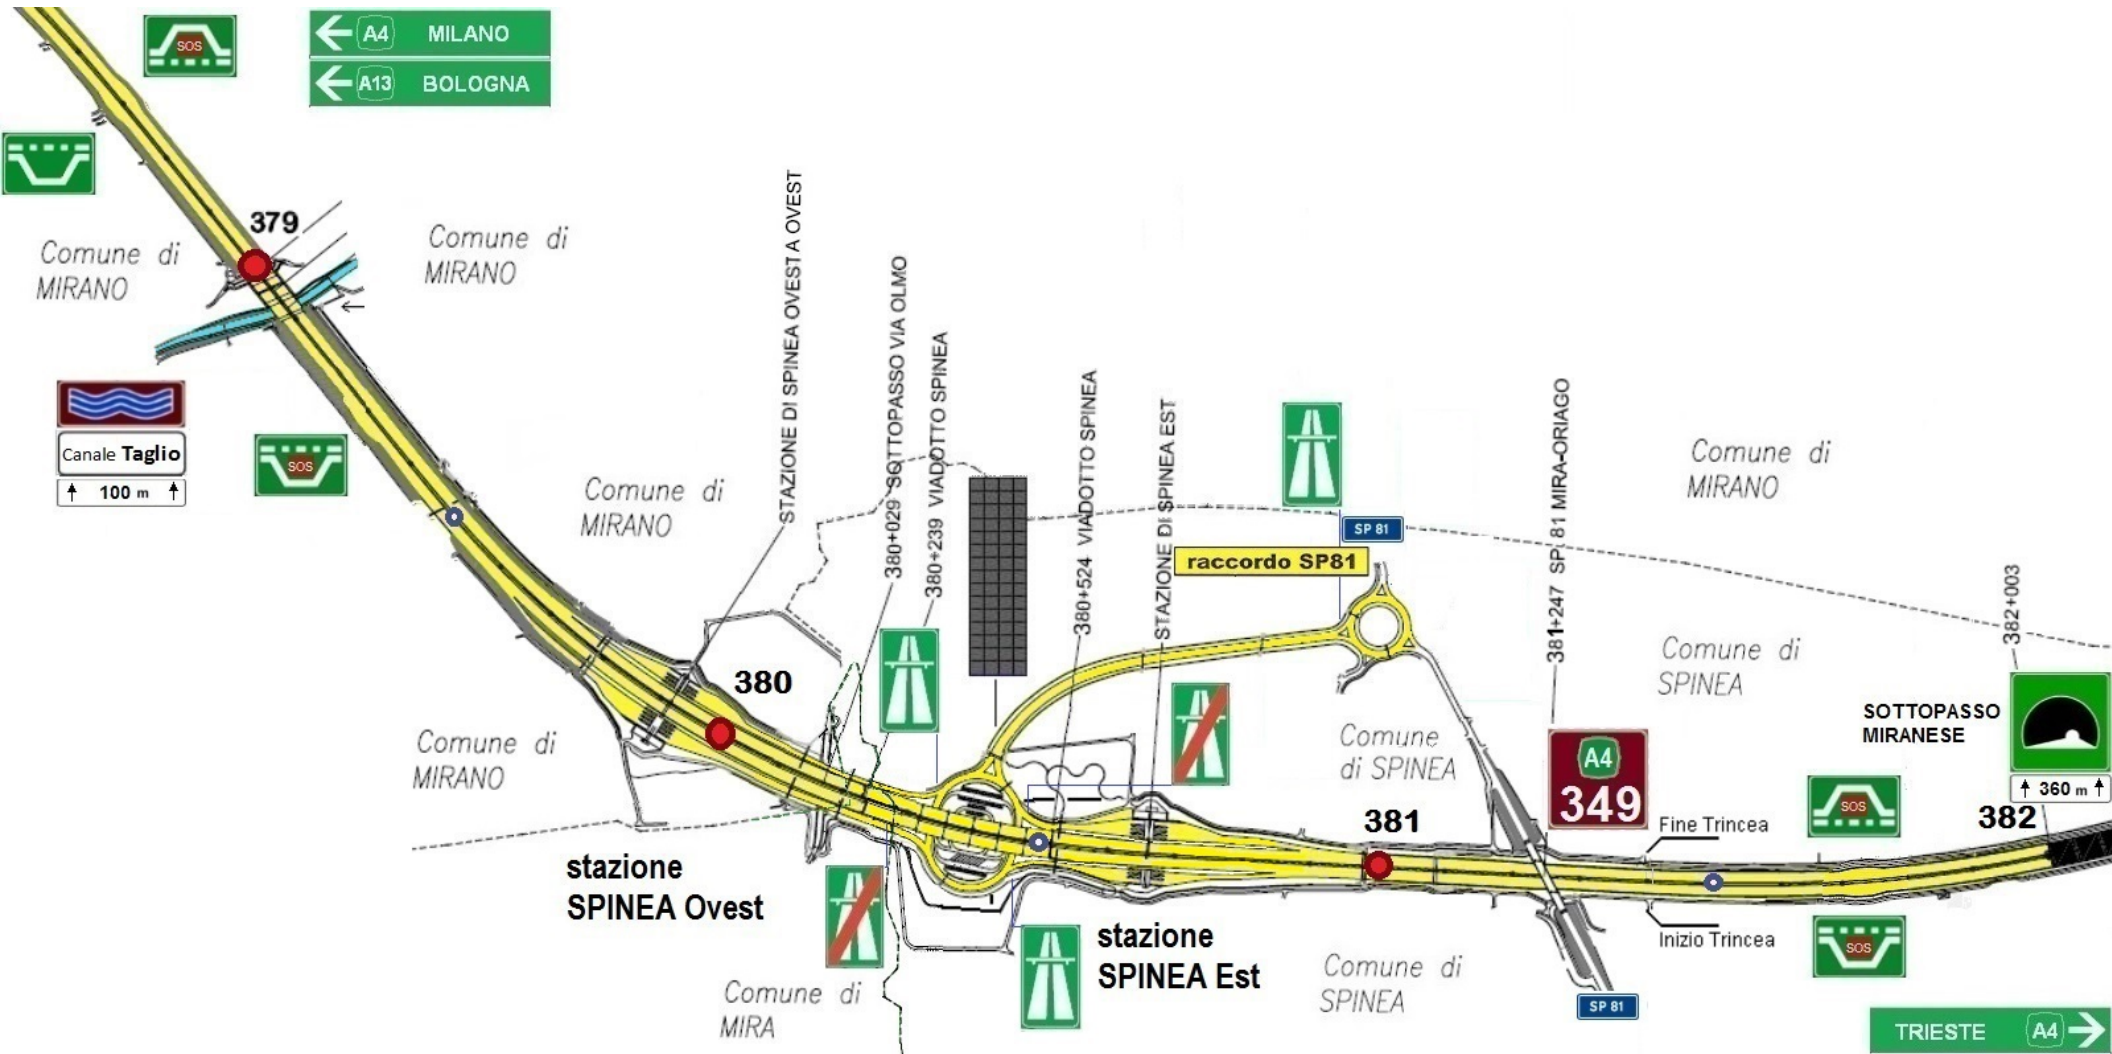 SOS
A4 MILANO
A13 BOLOGNA
379
Comune di
MIRANO
Comune di
MIRANO
Canale Taglio
100 m
SOS
Comune di
MIRANO
STAZIONE DI SPINEA OVEST A OVEST
380+029 SOTTOPASSO VIA OLMO
380+239 VIADOTTO SPINEA
380+524 VIADOTTO SPINEA
STAZIONE DI SPINEA EST
SP 81
raccordo SP81
381+247 SP 81 MIRA-ORIAGO
Comune di
MIRANO
382+003
Comune di
SPINEA
380
Comune di
MIRANO
Comune
di SPINEA
A4
349
SOTTOPASSO
MIRANESE
360 m
SOS
381
382
Fine Trincea
stazione
SPINEA Ovest
stazione
SPINEA Est
Inizio Trincea
SOS
Comune di
MIRA
Comune di
SPINEA
SP 81
TRIESTE A4